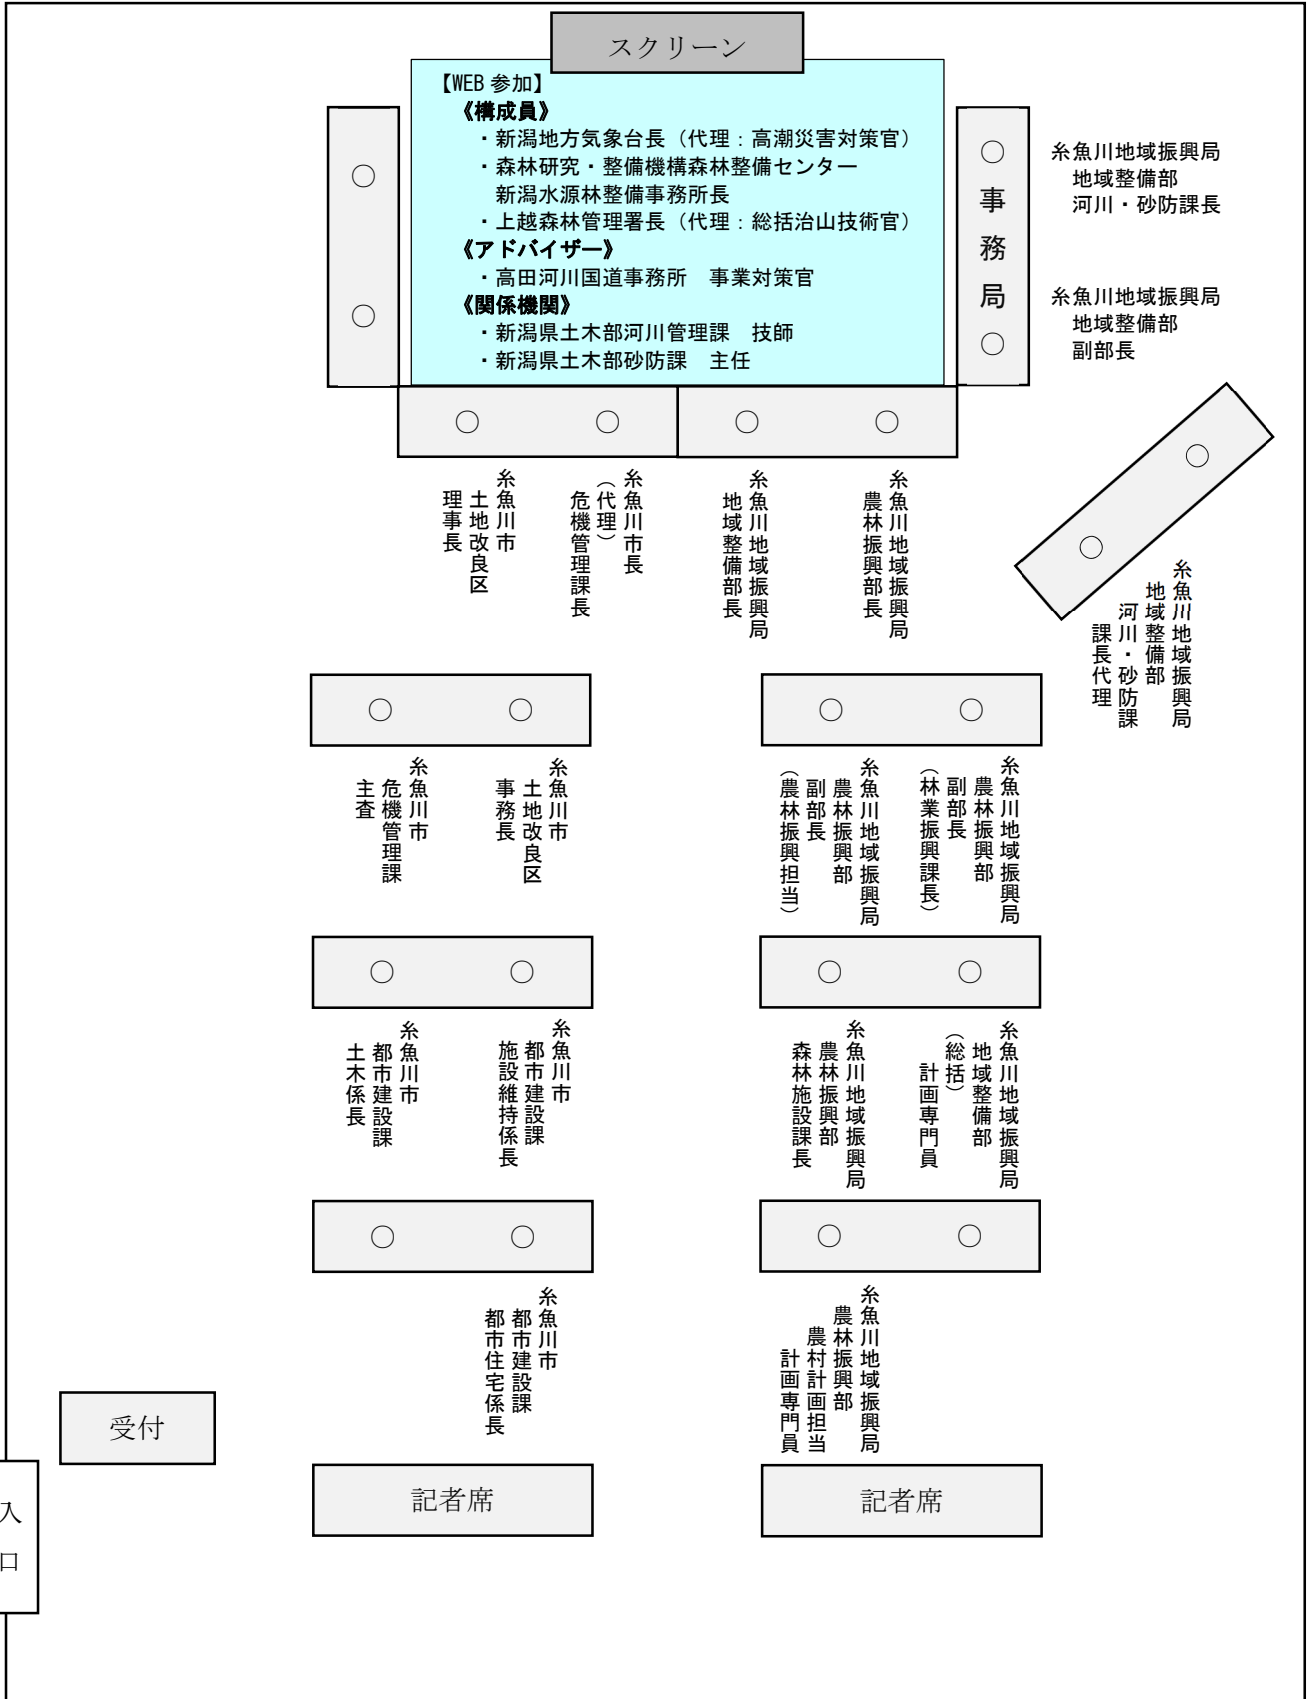 スクリーン
【WEB 参加】
《構成員》
・新潟地方気象台長（代理：高潮災害対策官）
・森林研究・整備機構森林整備センター
新潟水源林整備事務所長
・上越森林管理署長（代理：総括治山技術官）
《アドバイザー》
・高田河川国道事務所　事業対策官
《関係機関》
・新潟県土木部河川管理課　技師
・新潟県土木部砂防課　主任
○
○
○
事務局
○
糸魚川地域振興局
地域整備部
河川・砂防課長
糸魚川地域振興局
地域整備部
副部長
○
○
○
○
糸魚川市
土地改良区
理事長
糸魚川市長
（代理）
危機管理課長
糸魚川地域振興局
地域整備部長
糸魚川地域振興局
農林振興部長
○
○
糸魚川地域振興局
地域整備部
河川・砂防課
課長代理
○
○
○
○
糸魚川市
危機管理課
主査
糸魚川市
土地改良区
事務長
糸魚川地域振興局
農林振興部
副部長
（農林振興担当）
糸魚川地域振興局
農林振興部
副部長
（林業振興課長）
○
○
○
○
糸魚川市
都市建設課
土木係長
糸魚川市
都市建設課
施設維持係長
糸魚川地域振興局
農林振興部
森林施設課長
糸魚川地域振興局
地域整備部
（総括）
計画専門員
○
○
○
○
糸魚川市
都市建設課
都市住宅係長
糸魚川地域振興局
農林振興部
農村計画担当
計画専門員
受付
記者席
記者席
入口